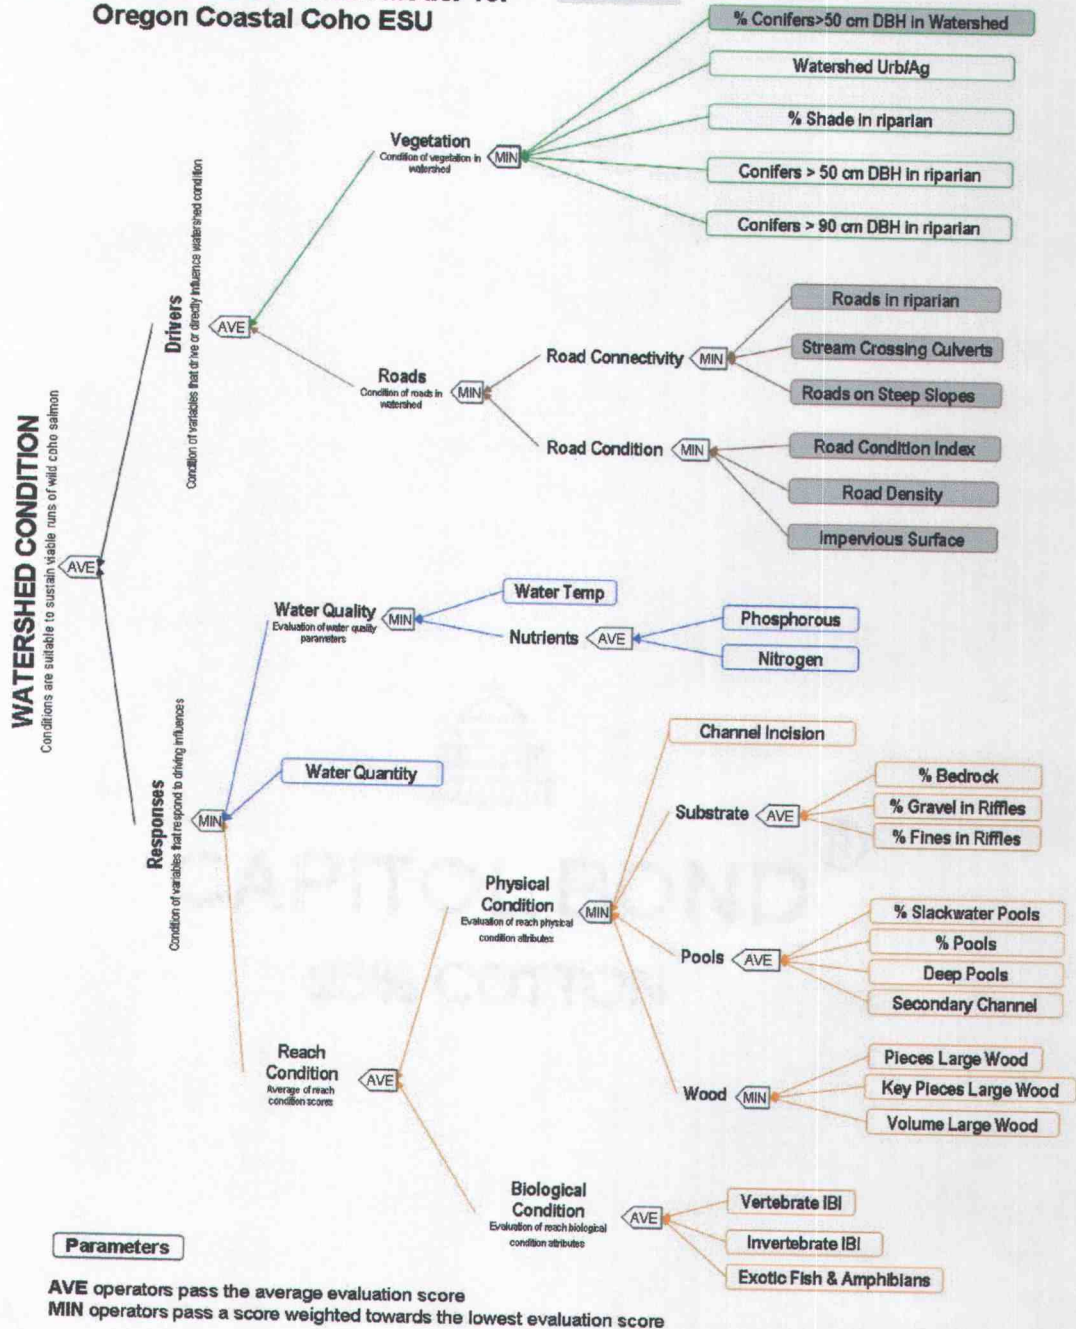 Oregon Coastal Coho ESU
WATERSHED CONDITION
Conditions are suitable to sustain viable runs of wild coho salmon
AVE
Drivers
Condition of variables that drive or directly influence watershed condition
AVE
Vegetation
Condition of vegetation in
watershed
MIN
% Conifers>50 cm DBH in Watershed
Watershed Urb/Ag
% Shade in riparian
Conifers > 50 cm DBH in riparian
Conifers > 90 cm DBH in riparian
Roads
Condition of roads in
watershed
MIN
Road Connectivity
MIN
Roads in riparian
Stream Crossing Culverts
Roads on Steep Slopes
Road Condition
MIN
Road Condition Index
Road Density
Impervious Surface
Responses
Condition of variables that respond to driving influences
MIN
Water Quality
Evaluation of water quality
parameters
MIN
Water Temp
Nutrients
AVE
Phosphorous
Nitrogen
Water Quantity
Reach
Condition
Average of reach
condition scores
AVE
Physical
Condition
Evaluation of reach physical
condition attributes
MIN
Channel Incision
Substrate
AVE
% Bedrock
% Gravel in Riffles
% Fines in Riffles
Pools
AVE
% Slackwater Pools
% Pools
Deep Pools
Secondary Channel
Wood
MIN
Pieces Large Wood
Key Pieces Large Wood
Volume Large Wood
Biological
Condition
Evaluation of reach biological
condition attributes
AVE
Vertebrate IBI
Invertebrate IBI
Exotic Fish & Amphibians
Parameters
AVE operators pass the average evaluation score
MIN operators pass a score weighted towards the lowest evaluation score
CAPITOL BOND
COTTON